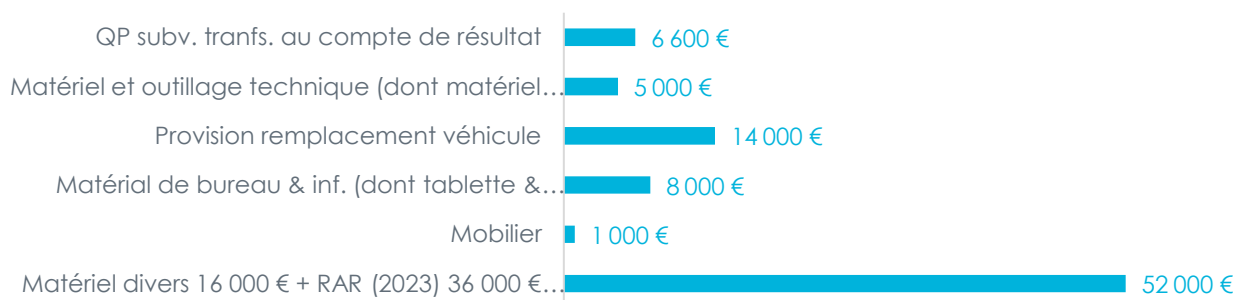 QP subv. tranfs. au compte de résultat 6 600 €
Matériel et outillage technique (dont matériel… 5 000 €
Provision remplacement véhicule 14 000 €
Matérial de bureau & inf. (dont tablette &… 8 000 €
Mobilier 1 000 €
Matériel divers 16 000 € + RAR (2023) 36 000 €… 52 000 €